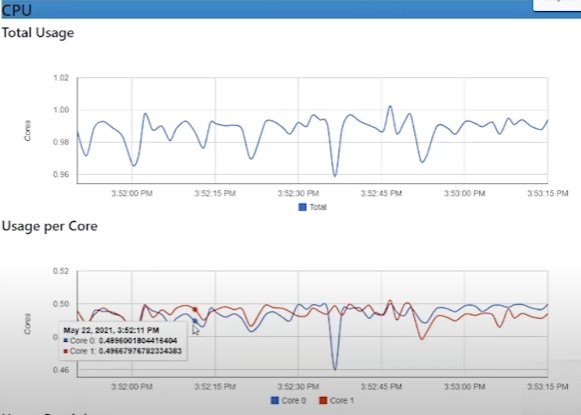 CPU
Total Usage
1.02
1.00
0.98
0.96
Cores
3:52:00 PM 3:52:15 PM 3:52:30 PM 3:52:45 PM 3:53:00 PM 3:53:15 PM
Total
Usage per Core
0.52
0.50
0.46
Cores
May 22, 2021, 3:52:11 PM
Core 0: 0.4896001804416404
Core 1: 0.49667976782334383
3:52:00 PM 3:52:15 PM 3:52:30 PM 3:52:45 PM 3:53:00 PM 3:53:15 PM
Core 0 Core 1